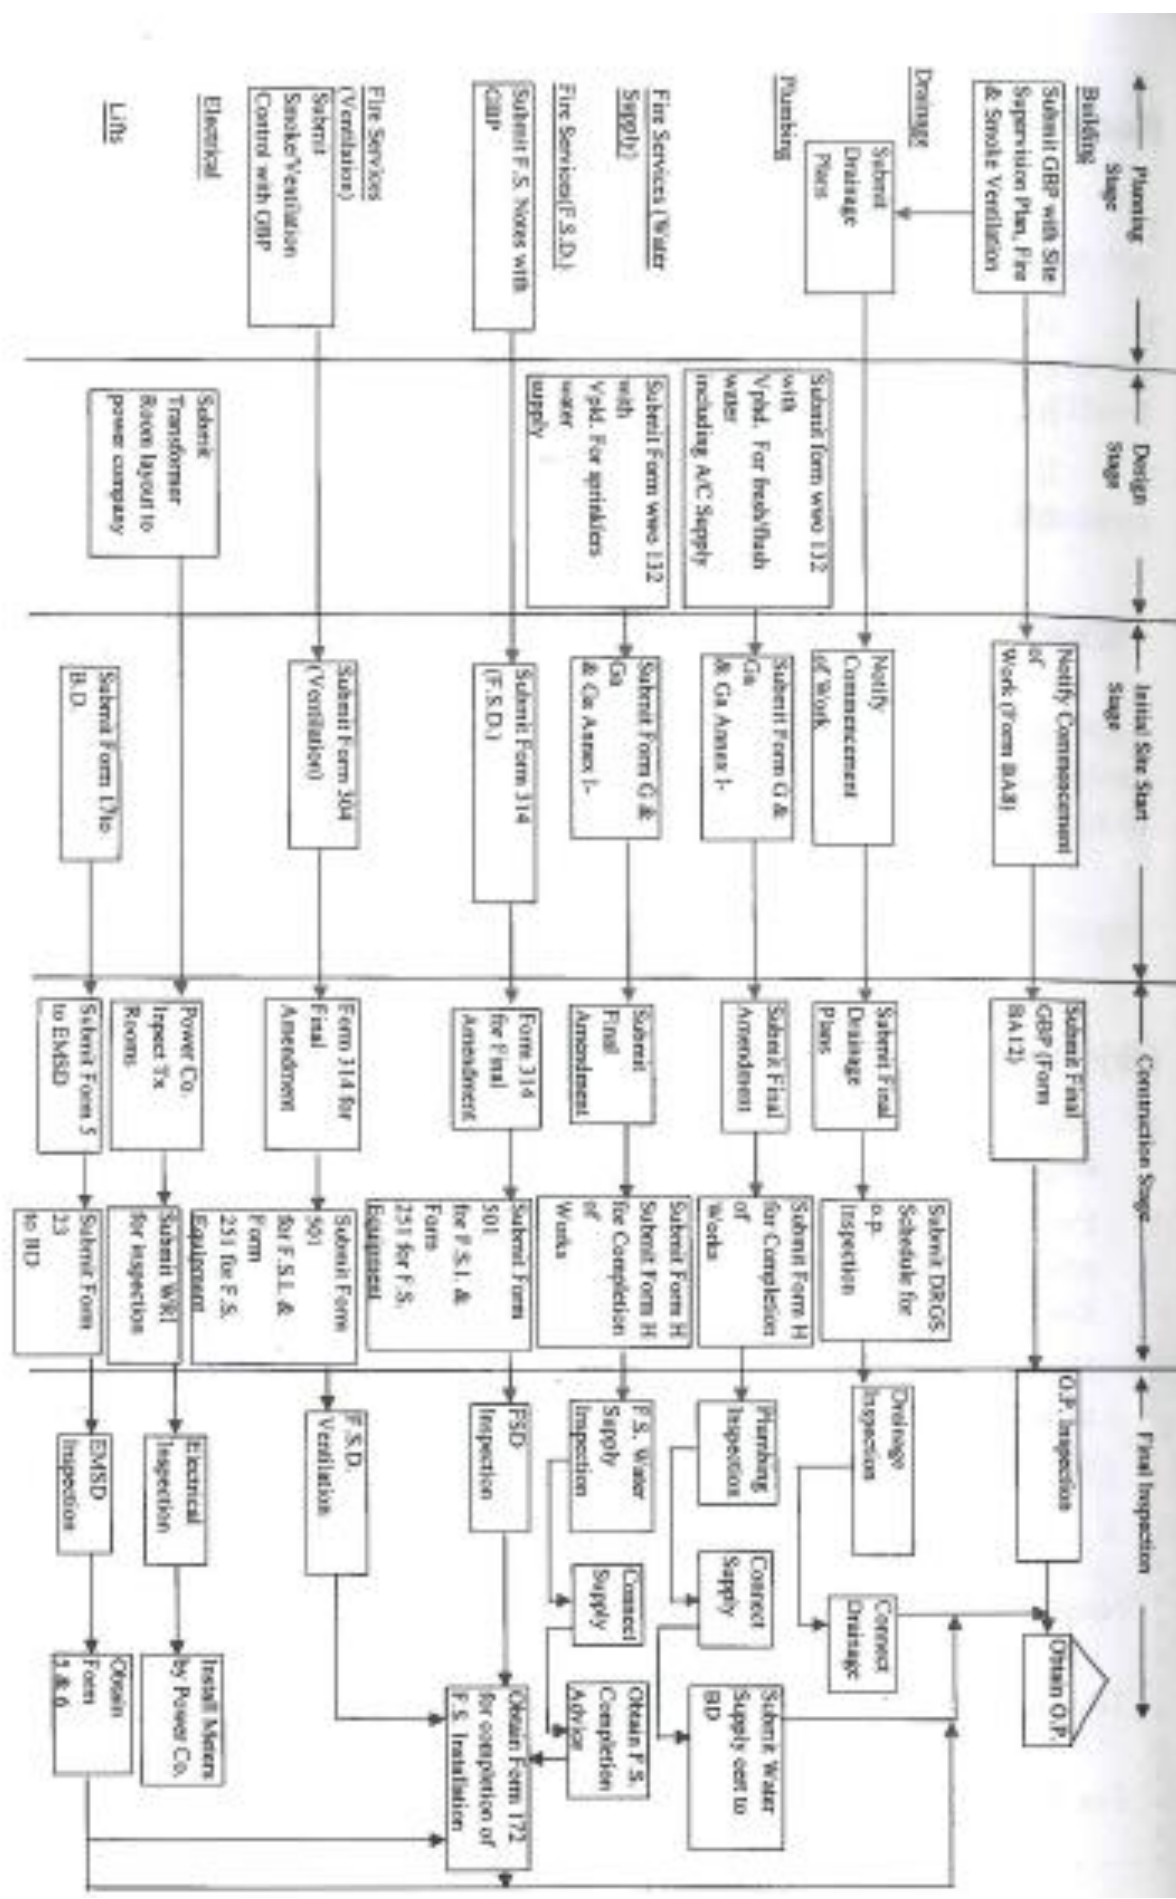 Planning
Stage
Design
Stage
Initial Site Start
Stage
Construction Stage
Final Inspection
Building
Submit GBP with Site
Supervision Plan, Fire
& Smoke Ventilation
Notify Commencement
of
Work (Form BA8)
Submit Final
GBP (Form
BA12)
O.P. Inspection
Obtain O.P.
Drainage
Submit
Drainage
Plans
Notify
Commencement
of Work
Submit Final
Drainage
Plans
Submit DRGS
Schedule for
o.p.
inspection
Drainage
Inspection
Connect
Drainage
Plumbing
Submit form wwo 132
with
Vphd. For fresh/flush
water
including A/C Supply
Submit Form G &
Ga
& Ga Annex I-
Submit Final
Amendment
Submit Form H
for Completion
of
Works
Plumbing
Inspection
Connect
Supply
Submit Water
Supply cert to
BD
Fire Services (Water
Supply)
Submit Form wwo 132
with
Vpld. For sprinklers
water
supply
Submit Form G &
Ga
& Ga Annex I-
Submit
Final
Amendment
Submit Form H
Submit Form H
for Completion
of
Works
F.S. Water
Supply
Inspection
Connect
Supply
Obtain F.S.
Completion
Advice
Fire Services(F.S.D.)
Submit F.S. Notes with
GBP
Submit Form 314
(F.S.D.)
Form 314
for Final
Amendment
Submit Form
501
for F.S.I. &
Form
251 for F.S.
Equipment
FSD
Inspection
Obtain Form 172
for completion of
F.S. Installation
Fire Services
(Ventilation)
Submit
Smoke/Ventilation
Control with GBP
Submit Form 304
(Ventilation)
Form 314 for
Final
Amendment
Submit Form
501
for F.S.I. &
Form
251 for F.S.
Equipment
F.S.D.
Ventilation
Electrical
Submit
Transformer
Room layout to
power company
Power Co.
Inpect Tx
Rooms
Submit WRI
for inspection
Electrical
Inspection
Install Meters
by Power Co.
Lifts
Submit Form 17to
B.D.
Submit Form 5
to EMSD
Submit Form
23
to BD
EMSD
Inspection
Obtain
Form
5 & 6